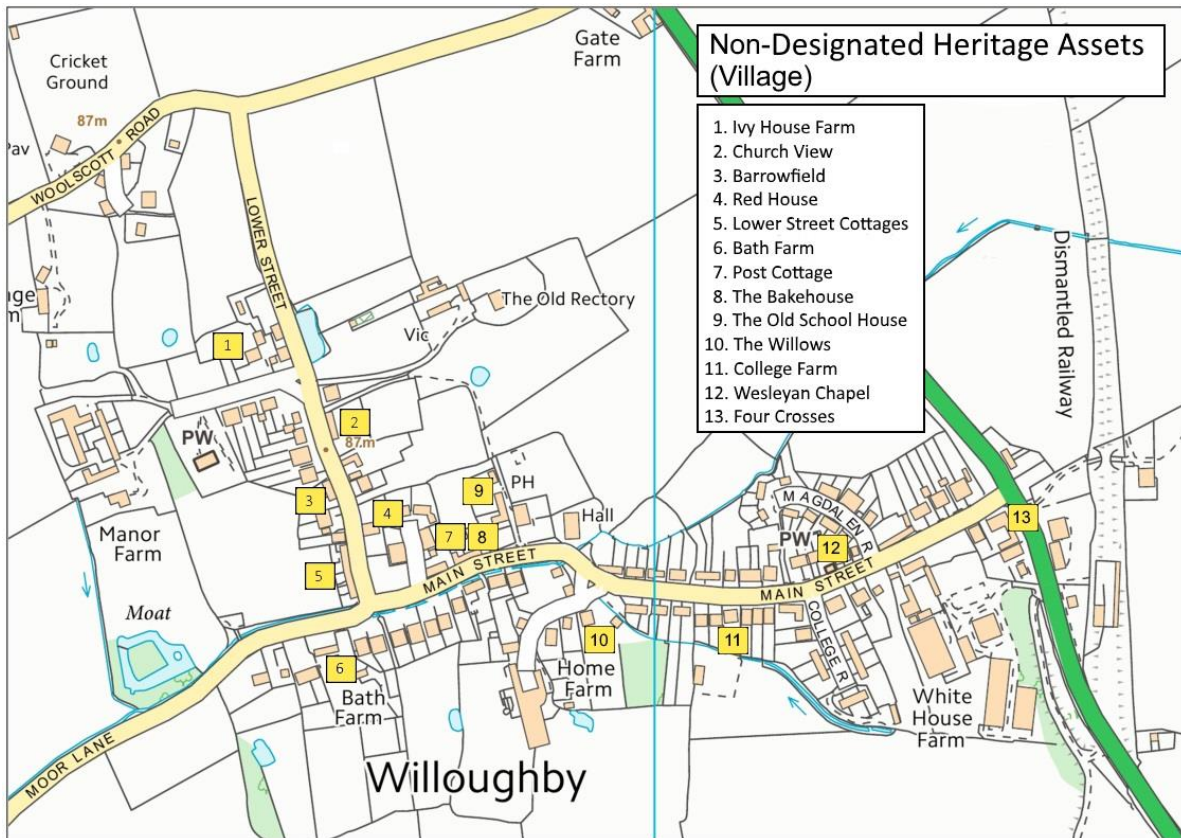 Non-Designated Heritage Assets
(Village)
1. Ivy House Farm
2. Church View
3. Barrowfield
4. Red House
5. Lower Street Cottages
6. Bath Farm
7. Post Cottage
8. The Bakehouse
9. The Old School House
10. The Willows
11. College Farm
12. Wesleyan Chapel
13. Four Crosses
Gate
Farm
Cricket
Ground
87m
Pav
WOOLSCOTT ROAD
LOWER STREET
Dismantled Railway
The Old Rectory
Vic
1
2
87m
PW
3
4
9
PH
Hall
7
8
MAGDALEN R
PW
12
13
Manor
Farm
5
MAIN STREET
MAIN STREET
Moat
COLLEGE R
10
11
6
Bath
Farm
Home
Farm
White
House
Farm
MOOR LANE
Willoughby